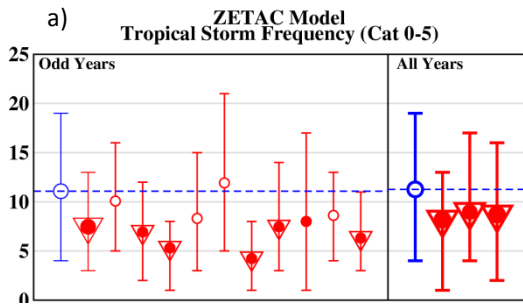 a)
ZETAC Model
Tropical Storm Frequency (Cat 0-5)
Odd Years
All Years
25
20
15
10
5
0